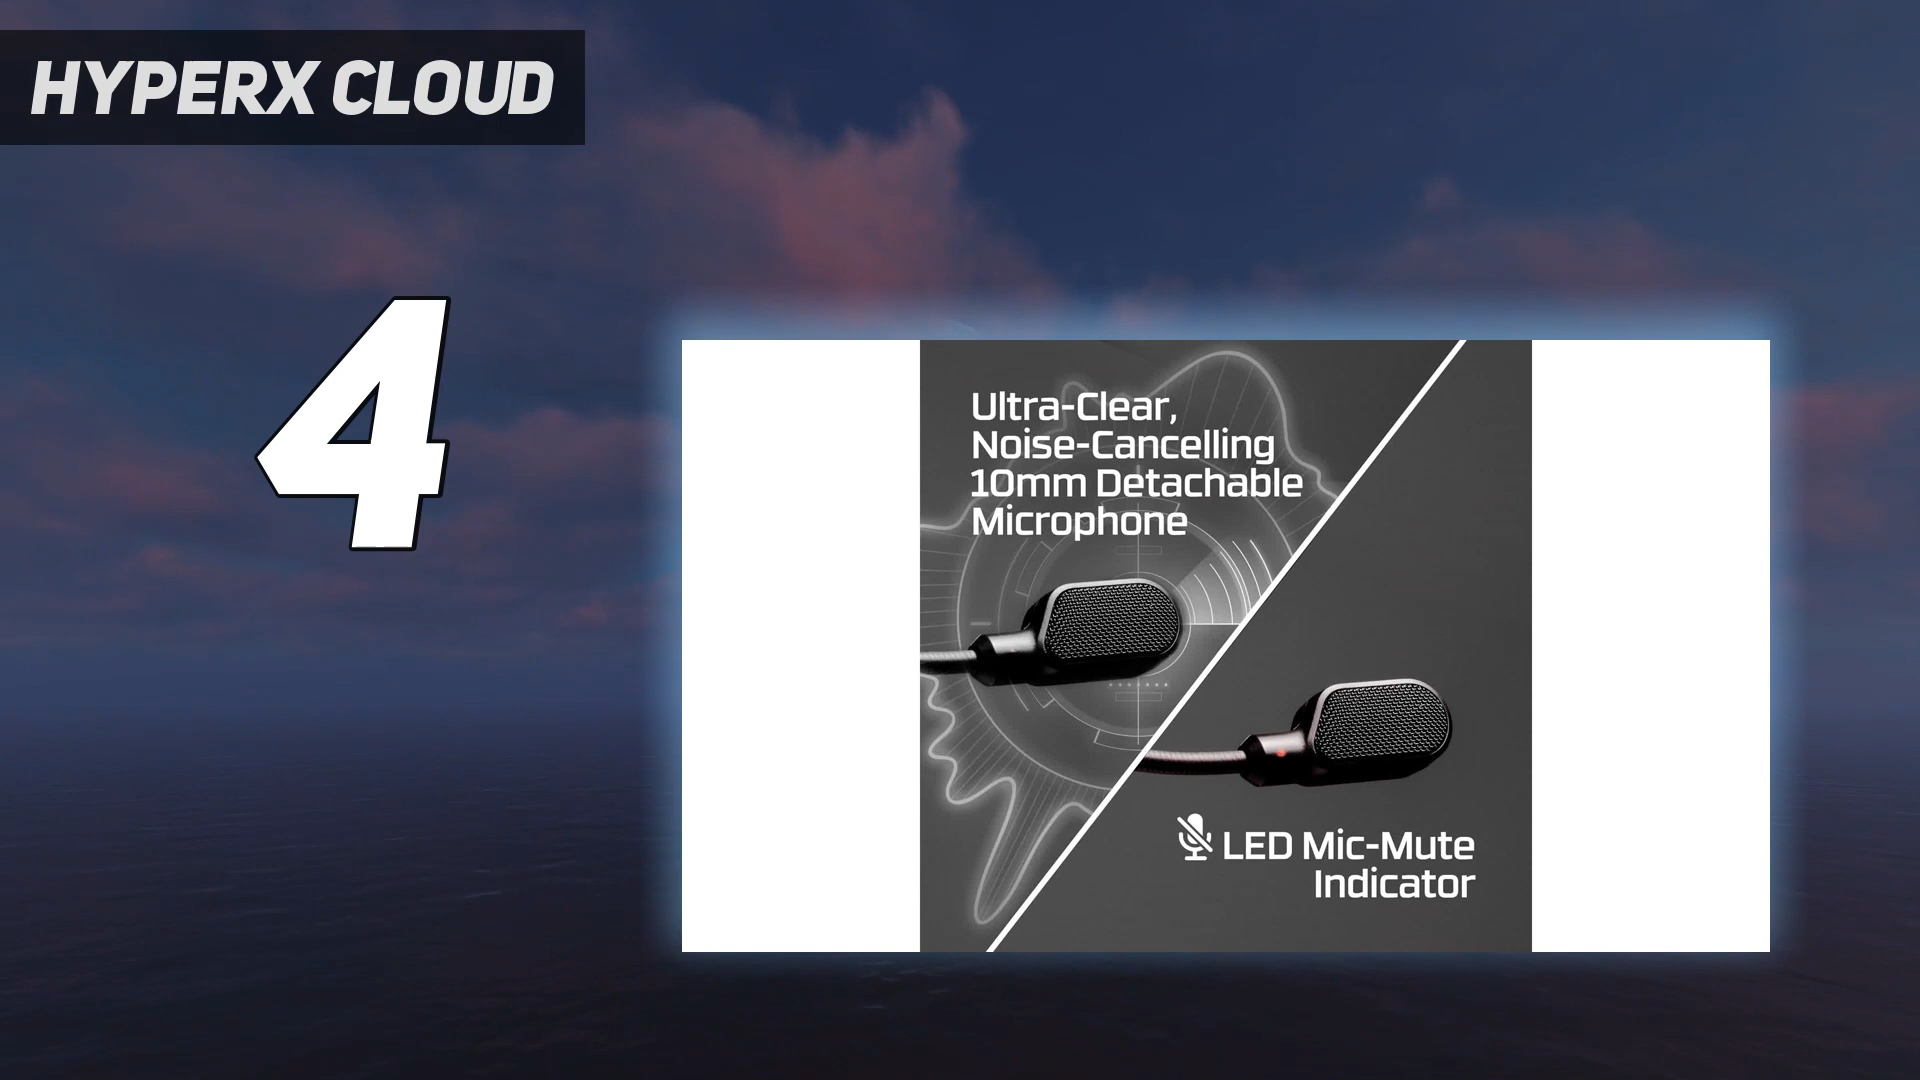 HYPERX CLOUD
4
Ultra-Clear,
Noise-Cancelling
10mm Detachable
Microphone
LED Mic-Mute
Indicator